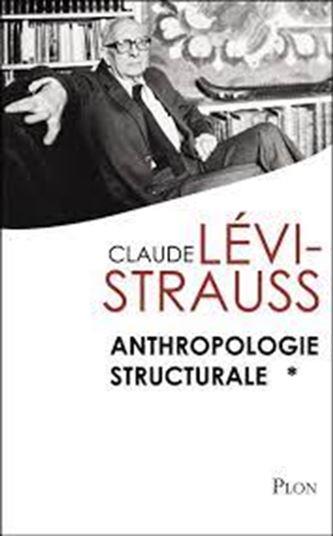 CLAUDE LÉVI-
STRAUSS
ANTHROPOLOGIE
STRUCTURALE *
PLON